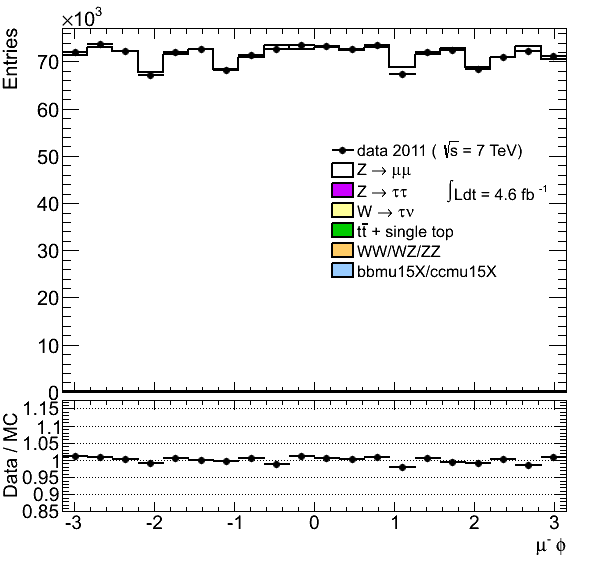 ×10³
Entries
70
60
50
40
30
20
10
0
data 2011 ( √s = 7 TeV)
Z → μμ
Z → ττ
∫Ldt = 4.6 fb⁻¹
W → τν
tt̅ + single top
WW/WZ/ZZ
bbmu15X/ccmu15X
Data / MC
1.15
1.1
1.05
1
0.95
0.9
0.85
-3 -2 -1 0 1 2 3
μ⁻ ϕ